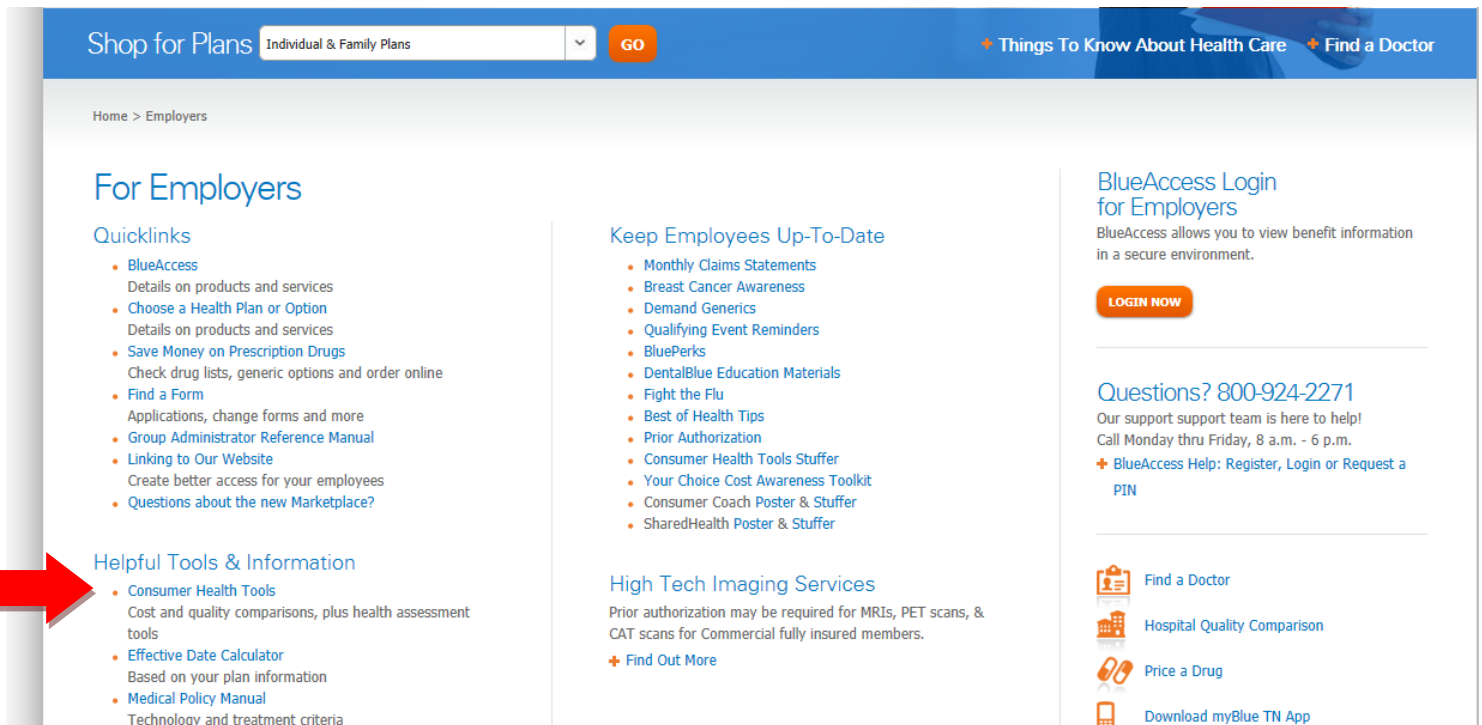 Shop for Plans Individual & Family Plans GO Things To Know About Health Care Find a Doctor
Home > Employers
For Employers
Quicklinks
BlueAccess
Details on products and services
Choose a Health Plan or Option
Details on products and services
Save Money on Prescription Drugs
Check drug lists, generic options and order online
Find a Form
Applications, change forms and more
Group Administrator Reference Manual
Linking to Our Website
Create better access for your employees
Questions about the new Marketplace?
Helpful Tools & Information
Consumer Health Tools
Cost and quality comparisons, plus health assessment
tools
Effective Date Calculator
Based on your plan information
Medical Policy Manual
Technology and treatment criteria
Keep Employees Up-To-Date
Monthly Claims Statements
Breast Cancer Awareness
Demand Generics
Qualifying Event Reminders
BluePerks
DentalBlue Education Materials
Fight the Flu
Best of Health Tips
Prior Authorization
Consumer Health Tools Stuffer
Your Choice Cost Awareness Toolkit
Consumer Coach Poster & Stuffer
SharedHealth Poster & Stuffer
High Tech Imaging Services
Prior authorization may be required for MRIs, PET scans, &
CAT scans for Commercial fully insured members.
Find Out More
BlueAccess Login
for Employers
BlueAccess allows you to view benefit information
in a secure environment.
LOGIN NOW
Questions? 800-924-2271
Our support support team is here to help!
Call Monday thru Friday, 8 a.m. - 6 p.m.
BlueAccess Help: Register, Login or Request a
PIN
Find a Doctor
Hospital Quality Comparison
Price a Drug
Download myBlue TN App